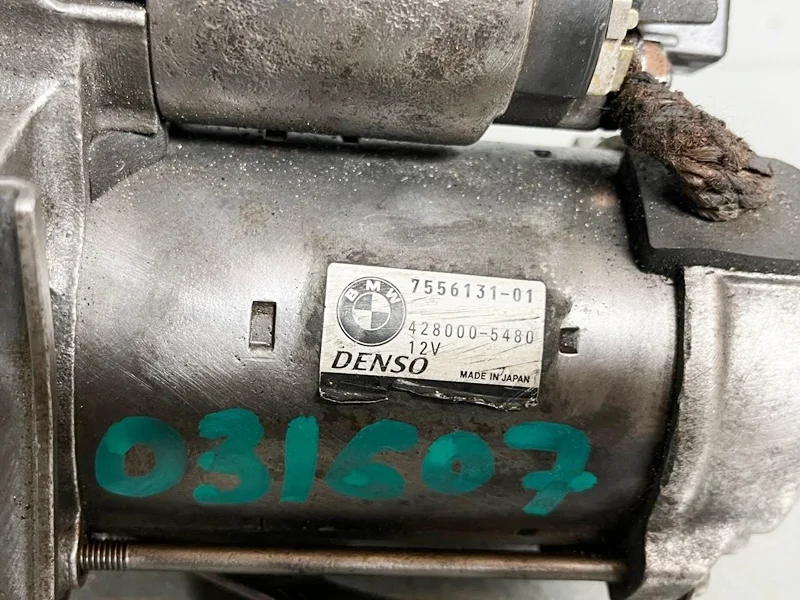 BMW
7556131-01
428000-5480
12V
DENSO
MADE IN JAPAN
031607